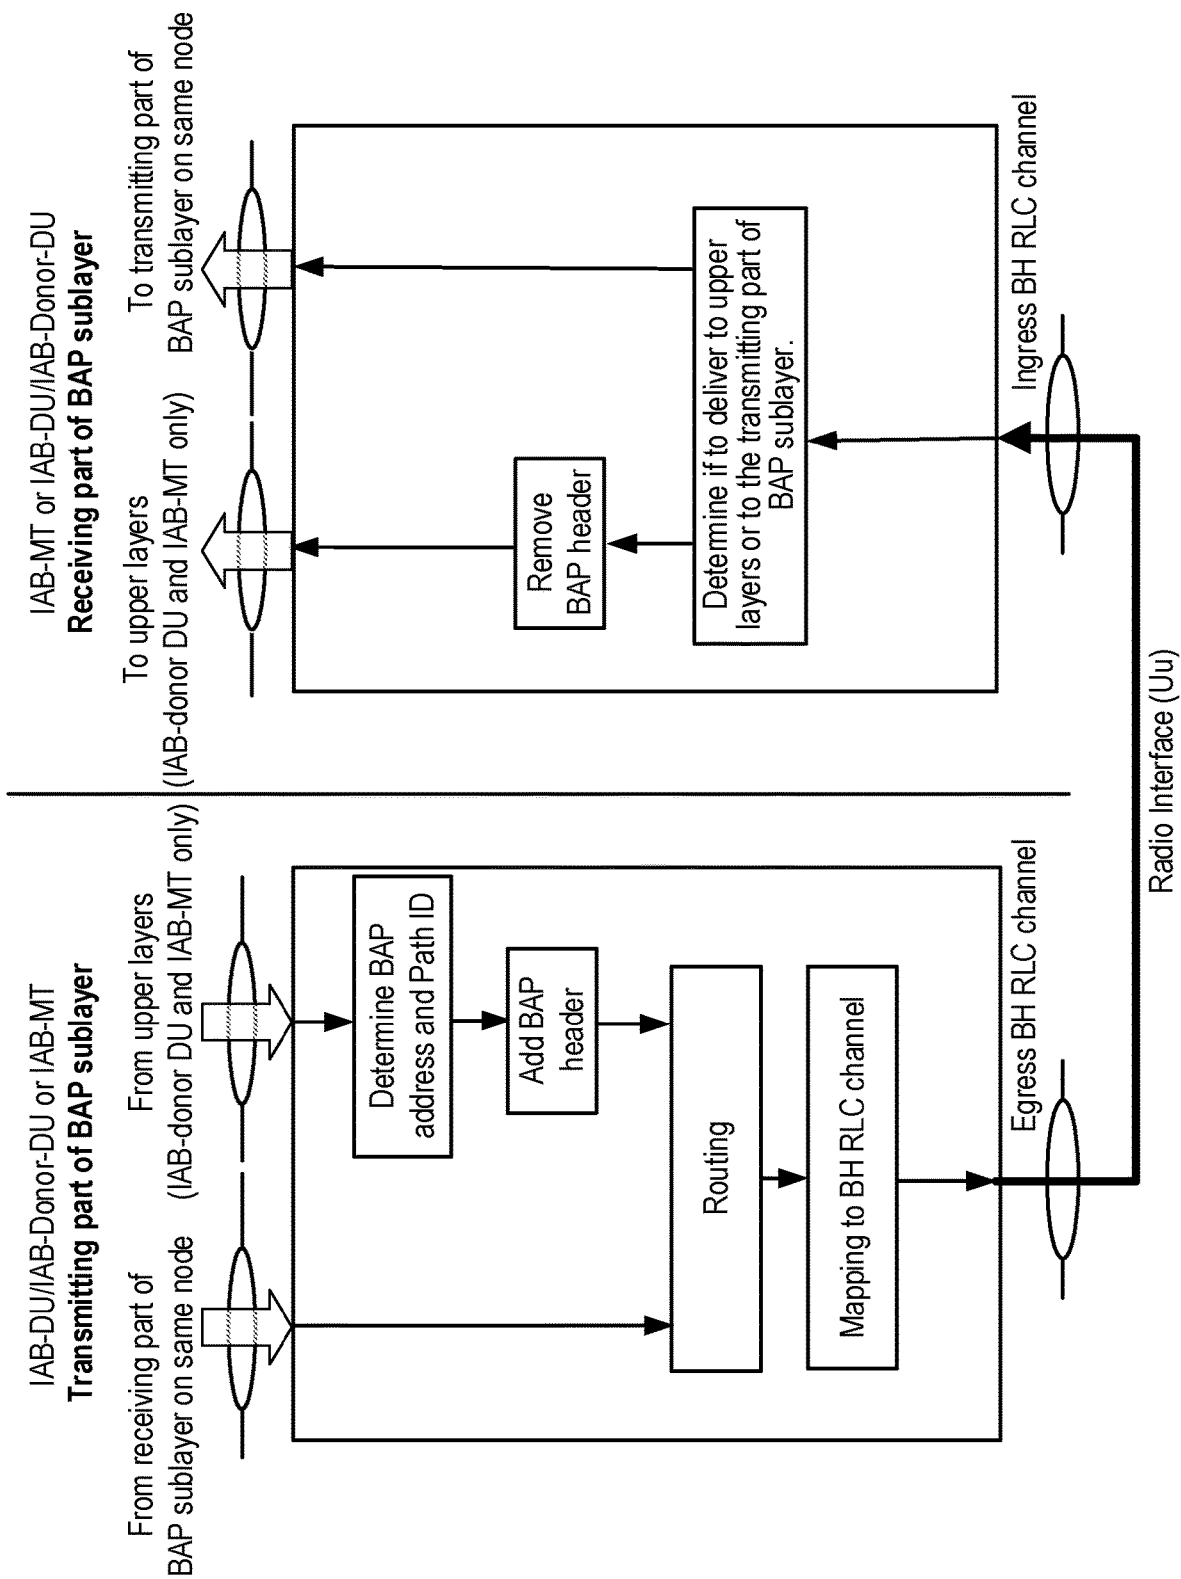 IAB-DU/IAB-Donor-DU or IAB-MT
Transmitting part of BAP sublayer
From receiving part of
BAP sublayer on same node
From upper layers
(IAB-donor DU and IAB-MT only)
Determine BAP
address and Path ID
Add BAP
header
Routing
Mapping to BH RLC channel
Egress BH RLC channel
IAB-MT or IAB-DU/IAB-Donor-DU
Receiving part of BAP sublayer
To upper layers
(IAB-donor DU and IAB-MT only)
To transmitting part of
BAP sublayer on same node
Remove
BAP header
Determine if to deliver to upper
layers or to the transmitting part of
BAP sublayer.
Ingress BH RLC channel
Radio Interface (Uu)